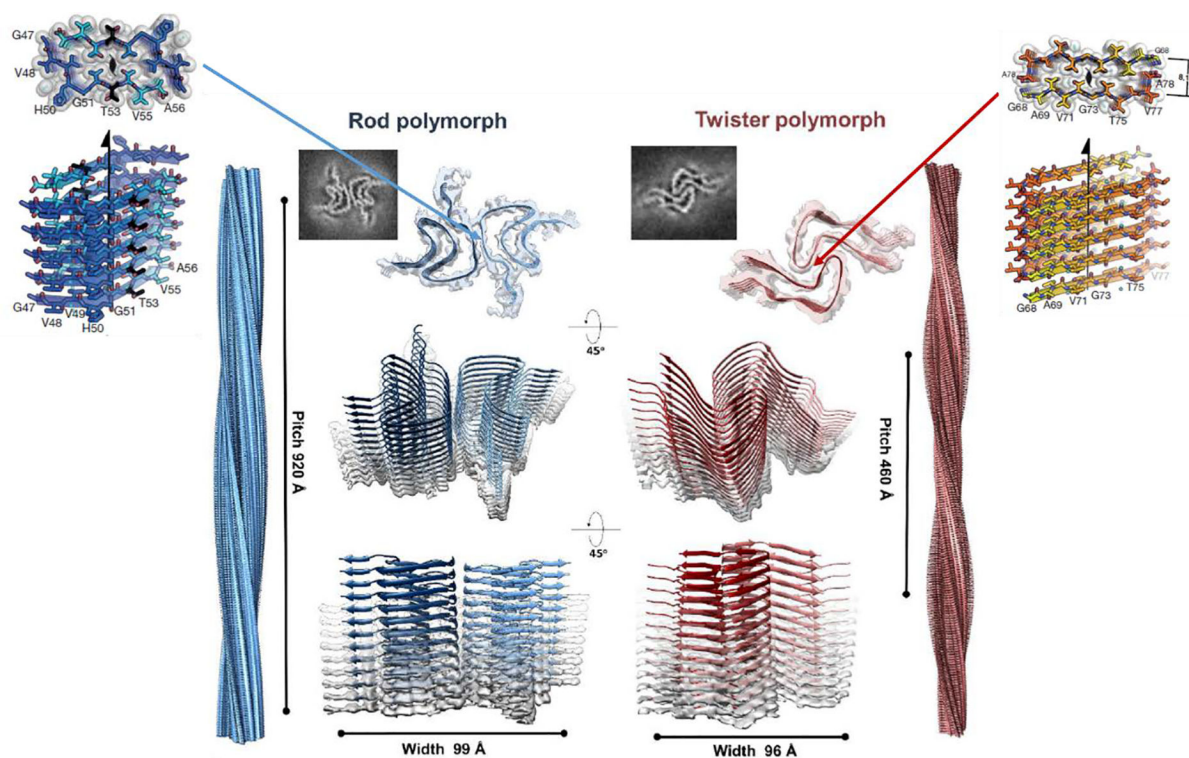 G47
V48
H50
G51
T53
V55
A56
G47
V48
V49
H50
G51
T53
V55
A56
Rod polymorph
Twister polymorph
Pitch 920 Å
45°
45°
Width 99 Å
Width 96 Å
Pitch 460 Å
G68
A78
A78
G68
A69
V71
G73
T75
V77
V77
G68
A69
V71
G73
T75